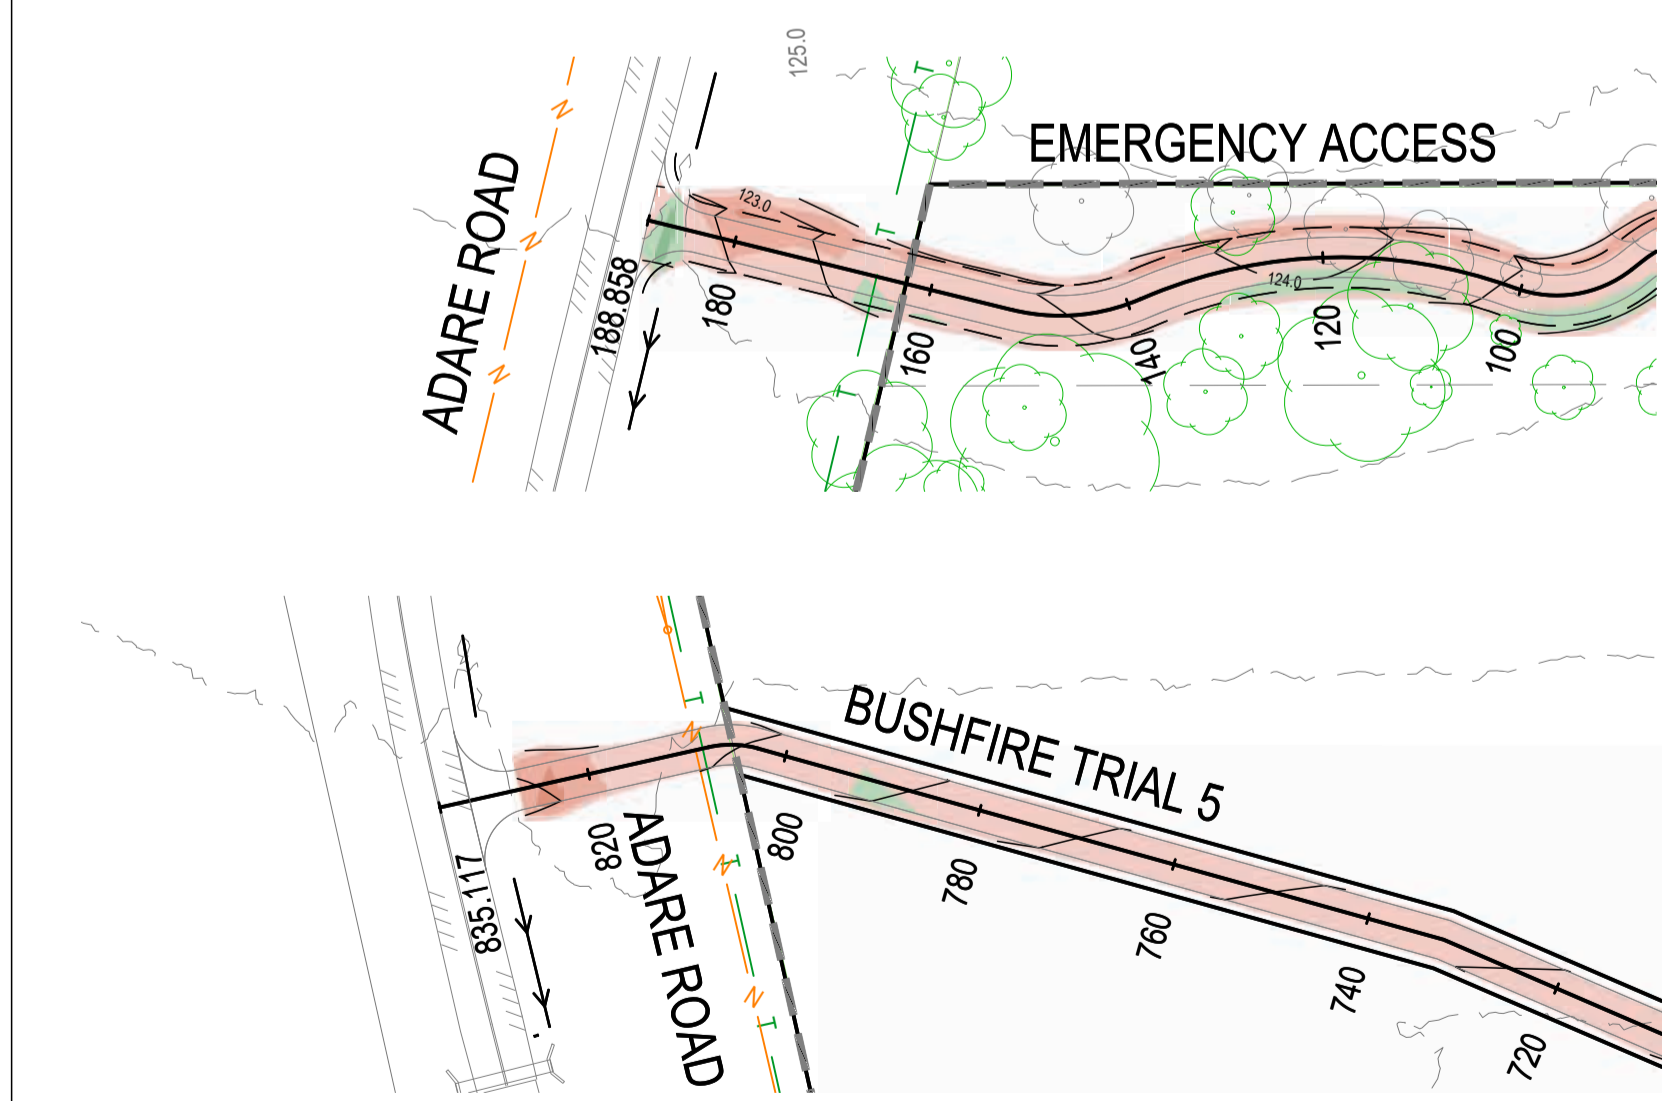 125.0
T
N
EMERGENCY ACCESS
ADARE ROAD
123.0
T
N
188.858
180
124.0
160
140
120
100
N
T
T
N
BUSHFIRE TRIAL 5
820
ADARE ROAD
800
780
760
740
720
835.117
T
N
N
T